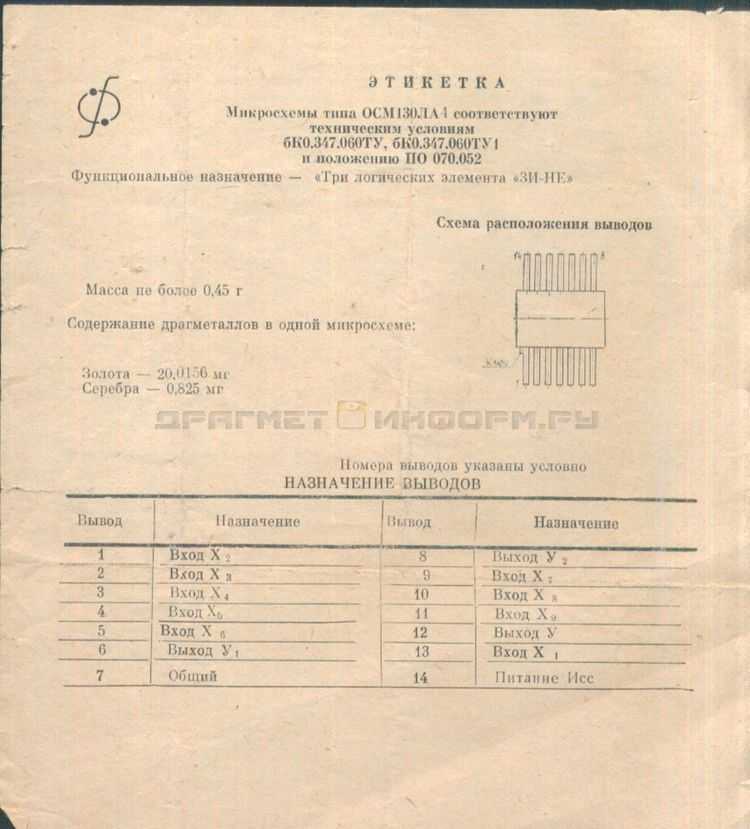 ЭТИКЕТКА
Микросхемы типа ОСМ130ЛА4 соответствуют
техническим условиям
бК0.347.060ТУ, бК0.347.060ТУ1
и положению ПО 070.052
Функциональное назначение — «Три логических элемента «3И-НЕ»
Схема расположения выводов
14 8
Масса не более 0,45 г
Содержание драгметаллов в одной микросхеме:
Ключ
Золота — 20,0156 мг
Серебра — 0,825 мг
ДРАГМЕТ ИНФОРМ.РУ
Номера выводов указаны условно
НАЗНАЧЕНИЕ ВЫВОДОВ
Вывод Назначение Вывод Назначение
1 Вход X 2 8 Выход У 2
2 Вход X 3 9 Вход X 7
3 Вход X 4 10 Вход X 8
4 Вход X 5 11 Вход X 9
5 Вход X 6 12 Выход У
6 Выход У 1 13 Вход X 1
7 Общий 14 Питание Исс